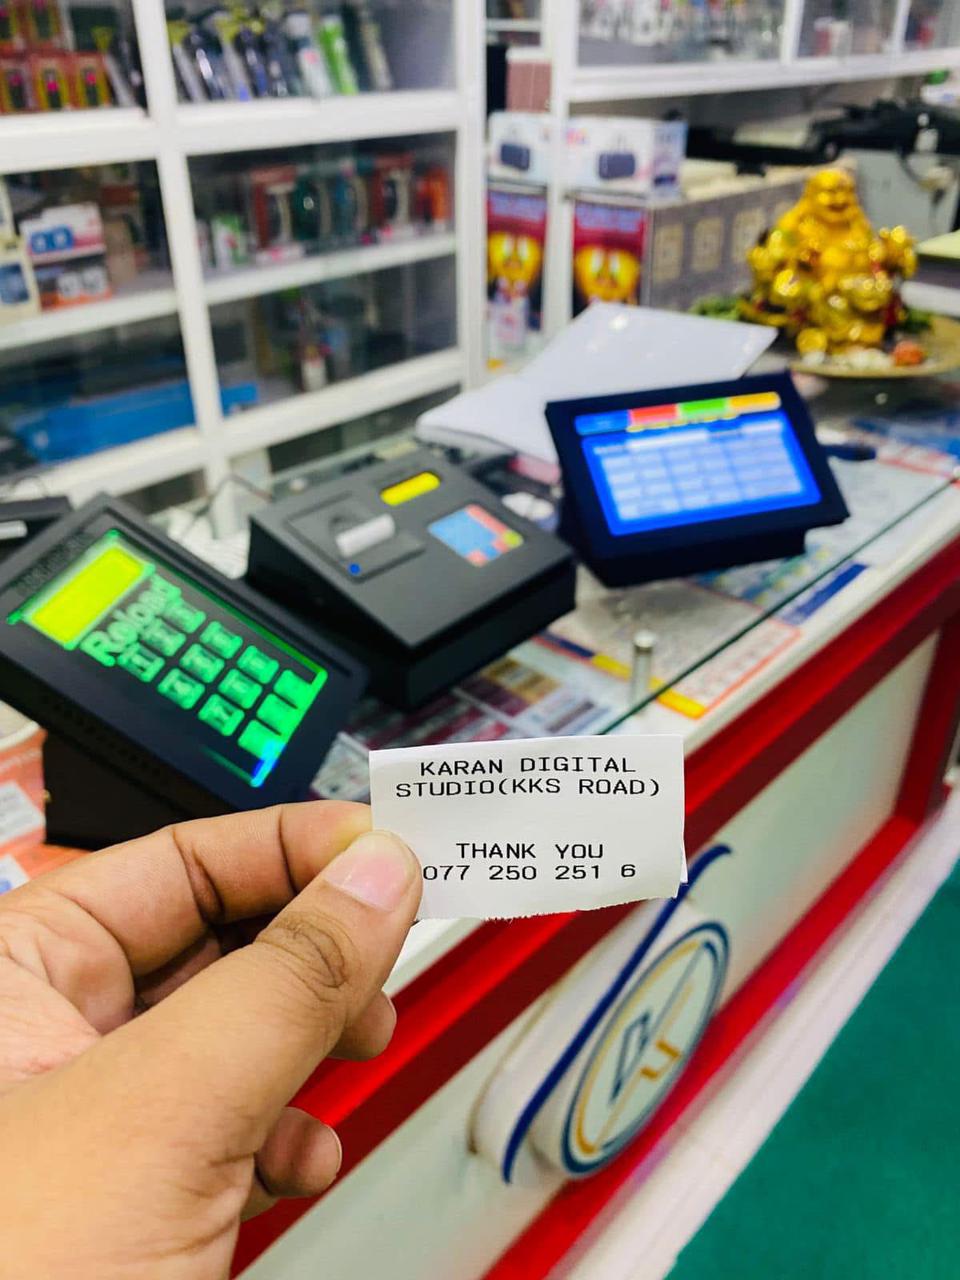 Reload
KARAN DIGITAL
STUDIO(KKS ROAD)
THANK YOU
077 250 251 6